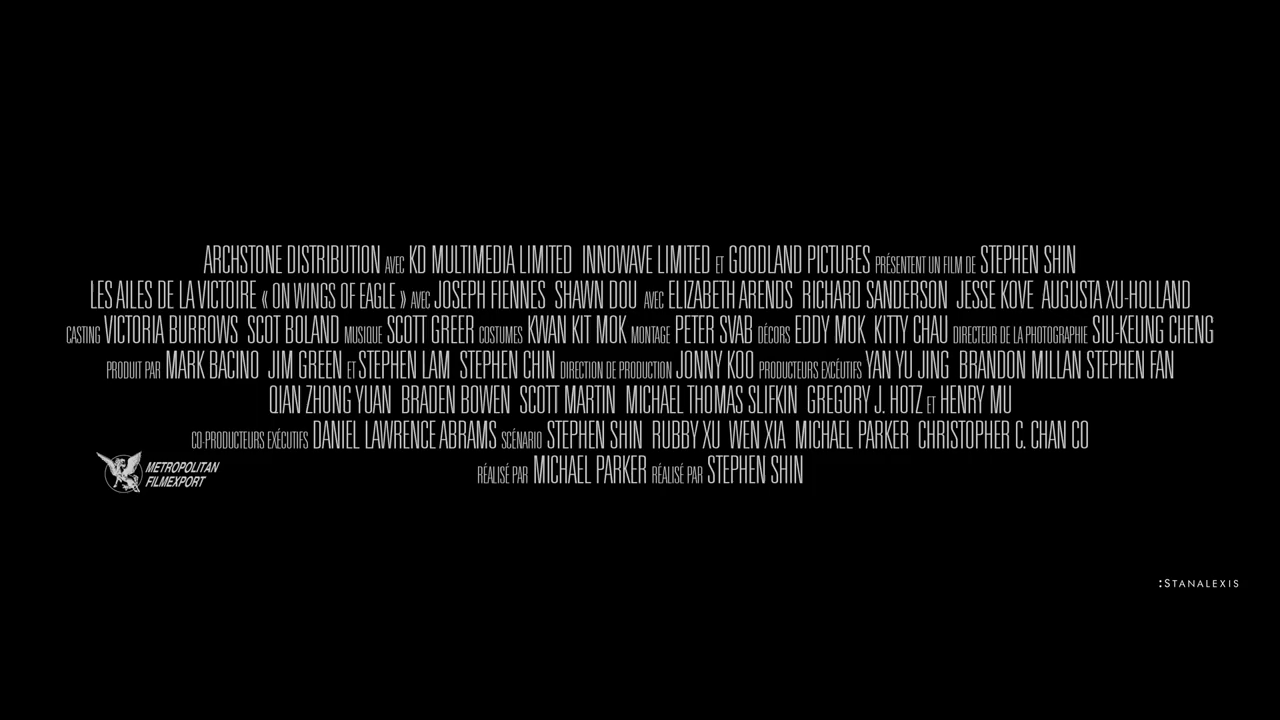 ARCHSTONE DISTRIBUTION AVEC KD MULTIMEDIA LIMITED INNOWAVE LIMITED ET GOODLAND PICTURES PRÉSENTENT UN FILM DE STEPHEN SHIN
LES AILES DE LA VICTOIRE « ON WINGS OF EAGLE » AVEC JOSEPH FIENNES SHAWN DOU AVEC ELIZABETH ARENDS RICHARD SANDERSON JESSE KOVE AUGUSTA XU-HOLLAND
CASTING VICTORIA BURROWS SCOT BOLAND MUSIQUE SCOTT GREER COSTUMES KWAN KIT MOK MONTAGE PETER SVAB DÉCORS EDDY MOK KITTY CHAU DIRECTEUR DE LA PHOTOGRAPHIE SIU-KEUNG CHENG
PRODUIT PAR MARK BACINO JIM GREEN ET STEPHEN LAM STEPHEN CHIN DIRECTION DE PRODUCTION JONNY KOO PRODUCTEURS EXCÉUTIFS YAN YU JING BRANDON MILLAN STEPHEN FAN
QIAN ZHONG YUAN BRADEN BOWEN SCOTT MARTIN MICHAEL THOMAS SLIFKIN GREGORY J. HOTZ ET HENRY MU
CO-PRODUCTEURS EXÉCUTIFS DANIEL LAWRENCE ABRAMS SCÉNARIO STEPHEN SHIN RUBBY XU WEN XIA MICHAEL PARKER CHRISTOPHER C. CHAN CO
RÉALISÉ PAR MICHAEL PARKER RÉALISÉ PAR STEPHEN SHIN
METROPOLITAN
FILMEXPORT
:STANALEXIS